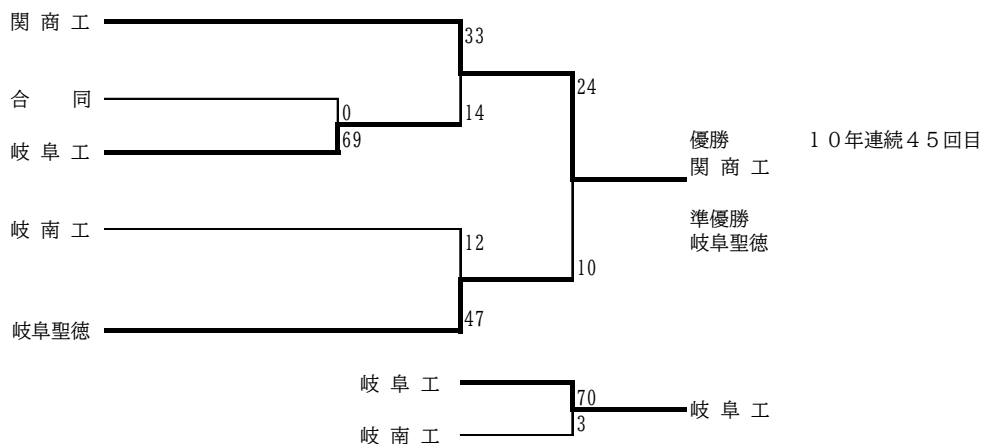 関 商 工
33
合　　同
0
14
24
69
岐 阜 工
優勝　　　１０年連続４５回目
関 商 工
岐 南 工
12
準優勝
岐阜聖徳
10
47
岐阜聖徳
岐 阜 工
70
岐 阜 工
3
岐 南 工